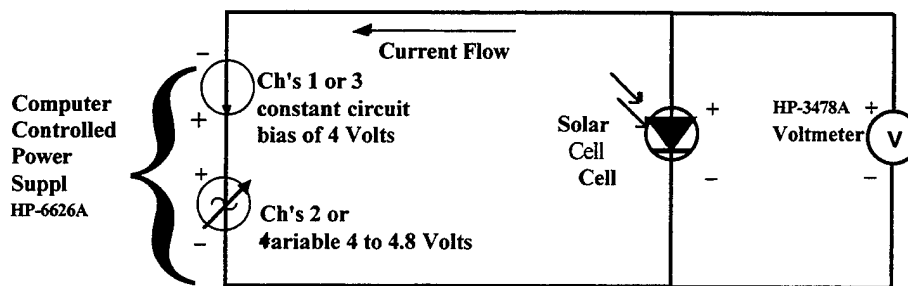 Current Flow
Ch's 1 or 3
constant circuit
bias of 4 Volts
Computer
Controlled
Power
Suppl
HP-6626A
Ch's 2 or
4ariable 4 to 4.8 Volts
Solar
Cell
Cell
HP-3478A
Voltmeter
V
−
+
+
−
+
−
+
−